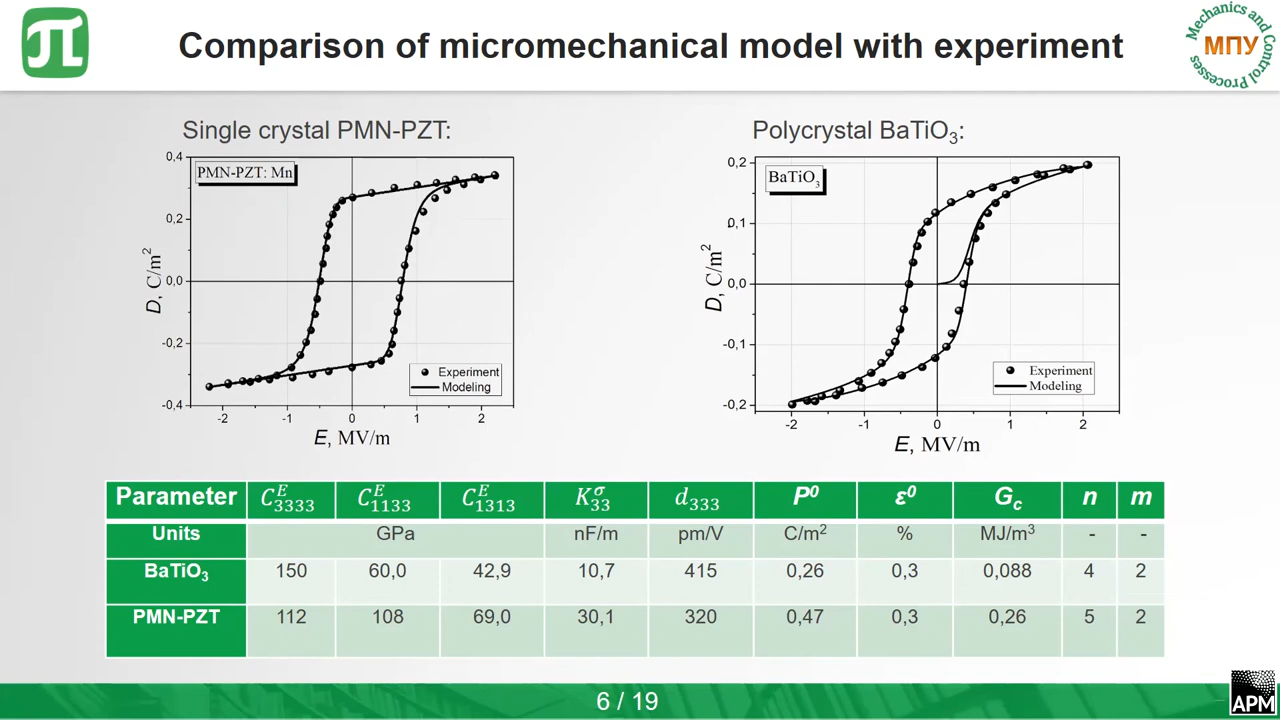 Comparison of micromechanical model with experiment
Mechanics and Control Processes
МПУ
Single crystal PMN-PZT:
Polycrystal BaTiO₃:
PMN-PZT: Mn
0,4
0,2
0,0
-0,2
-0,4
D, C/m²
-2 -1 0 1 2
E, MV/m
Experiment
Modeling
BaTiO₃
0,2
0,1
0,0
-0,1
-0,2
D, C/m²
-2 -1 0 1 2
E, MV/m
Experiment
Modeling
Parameter C₃₃₃₃ᴱ C₁₁₃₃ᴱ C₁₃₁₃ᴱ K₃₃^σ d₃₃₃ P⁰ ε⁰ G_c n m
Units GPa nF/m pm/V C/m² % MJ/m³ - -
BaTiO₃ 150 60,0 42,9 10,7 415 0,26 0,3 0,088 4 2
PMN-PZT 112 108 69,0 30,1 320 0,47 0,3 0,26 5 2
6 / 19
APM